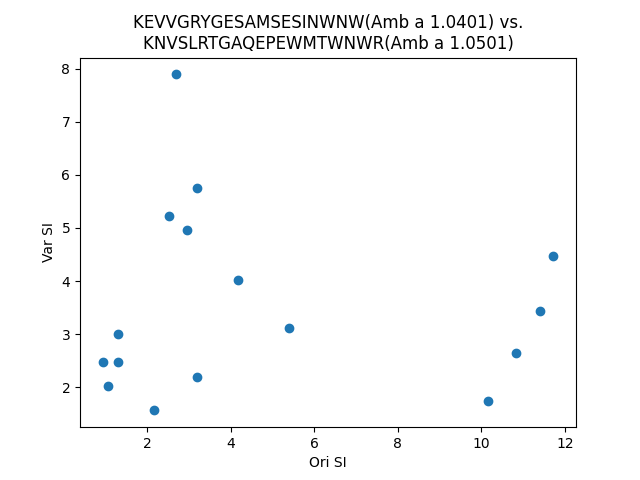 KEVVGRYGESAMSESINWNW(Amb a 1.0401) vs.
KNVSLRTGAQEPEWMTWNWR(Amb a 1.0501)
8
7
6
5
4
3
2
Var SI
2 4 6 8 10 12
Ori SI